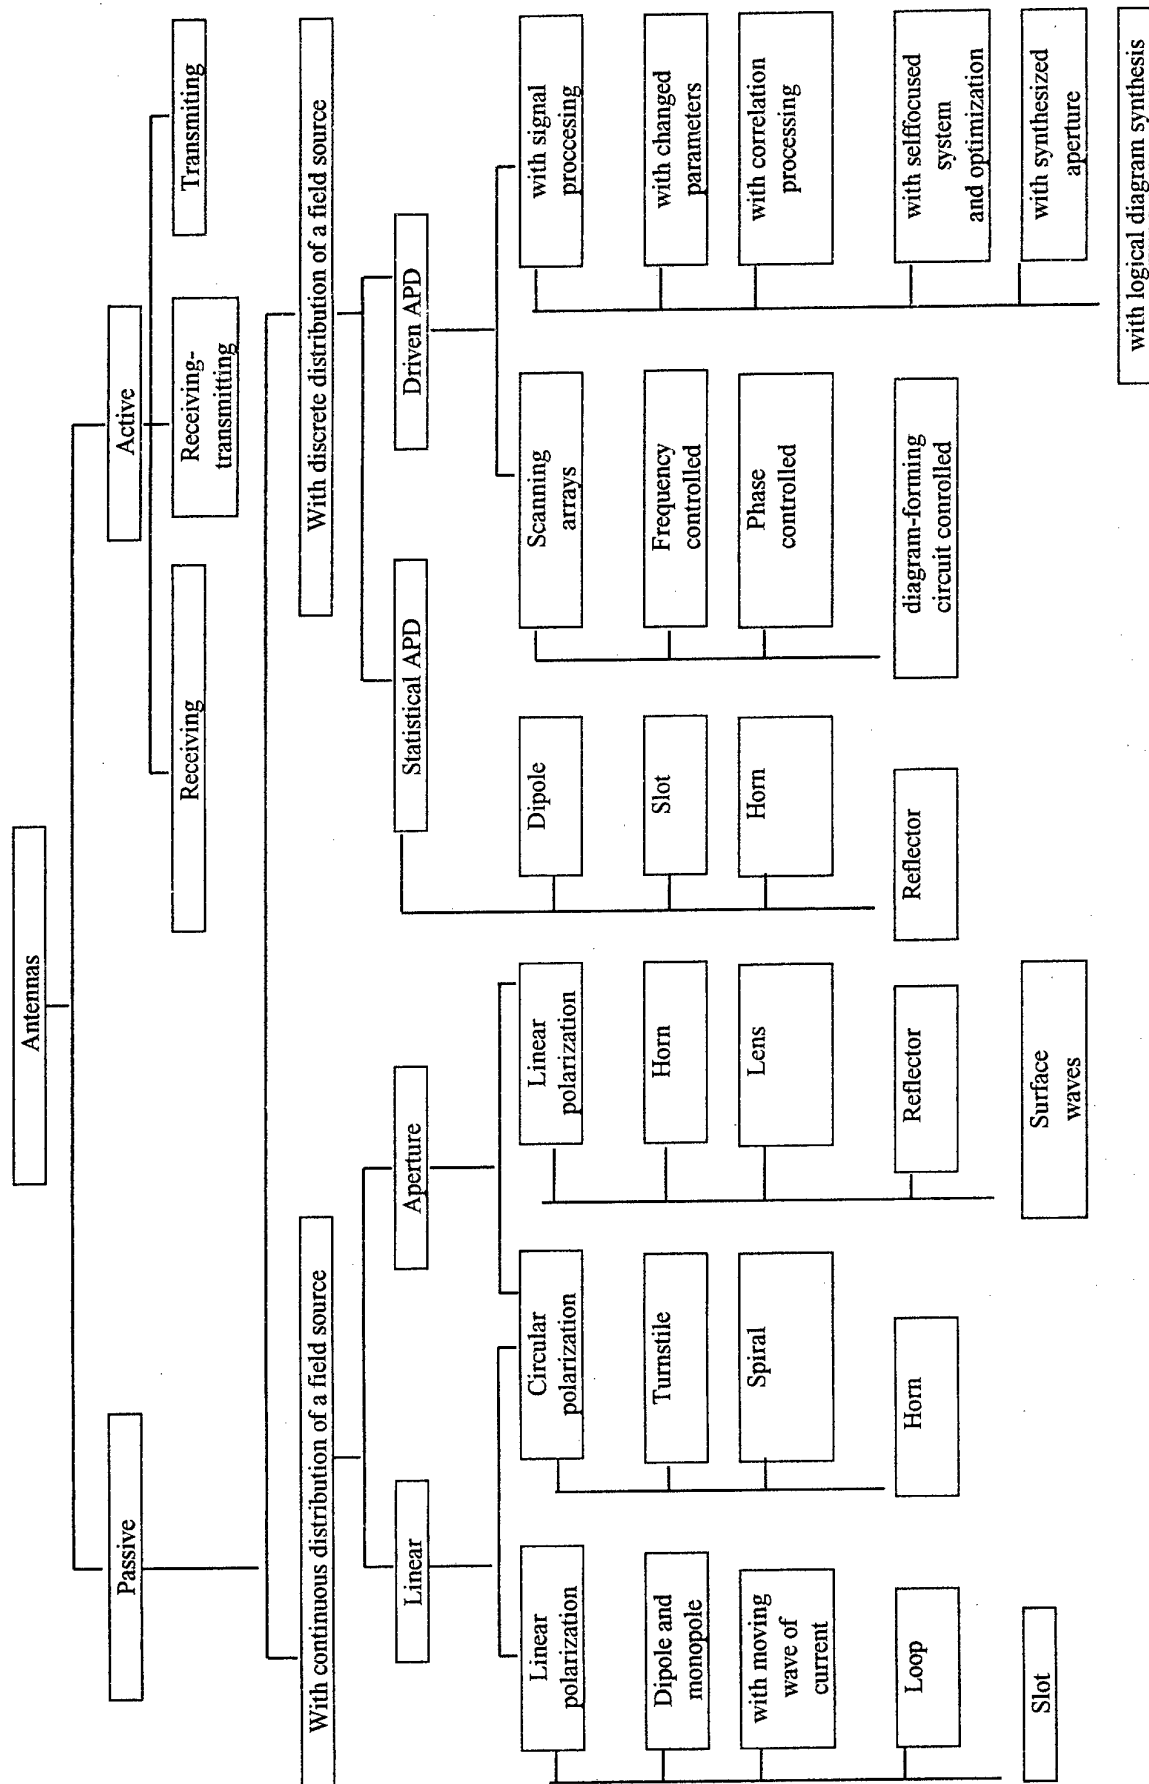 Antennas
Passive
Active
Receiving
Receiving-
transmitting
Transmiting
With continuous distribution of a field source
With discrete distribution of a field source
Linear
Aperture
Statistical APD
Driven APD
Linear
polarization
Circular
polarization
Linear
polarization
Dipole
Scanning
arrays
with signal
proccesing
Dipole and
monopole
Turnstile
Horn
Slot
Frequency
controlled
with changed
parameters
with moving
wave of
current
Spiral
Lens
Horn
Phase
controlled
with correlation
processing
Loop
Horn
Reflector
Reflector
diagram-forming
circuit conrolled
with selffocused
system
and optimization
Slot
Surface
waves
with synthesized
aperture
with logical diagram synthesis